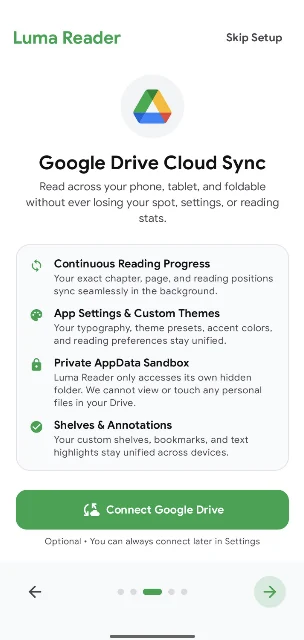 Luma Reader
Skip Setup
Google Drive Cloud Sync
Read across your phone, tablet, and foldable
without ever losing your spot, settings, or reading
stats.
Continuous Reading Progress
Your exact chapter, page, and reading positions
sync seamlessly in the background.
App Settings & Custom Themes
Your typography, theme presets, accent colors,
and reading preferences stay unified.
Private AppData Sandbox
Luma Reader only accesses its own hidden
folder. We cannot view or touch any personal
files in your Drive.
Shelves & Annotations
Your custom shelves, bookmarks, and text
highlights stay unified across devices.
Connect Google Drive
Optional • You can always connect later in Settings